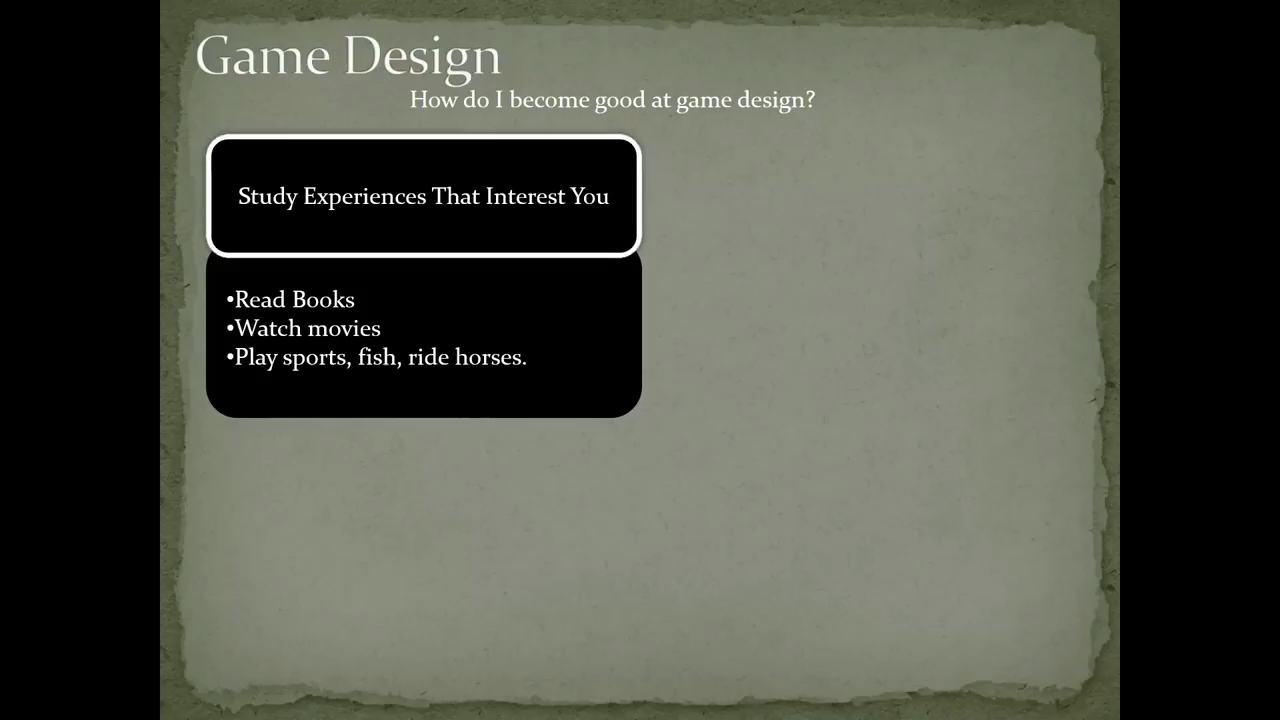 Game Design
How do I become good at game design?
Study Experiences That Interest You
•Read Books
•Watch movies
•Play sports, fish, ride horses.